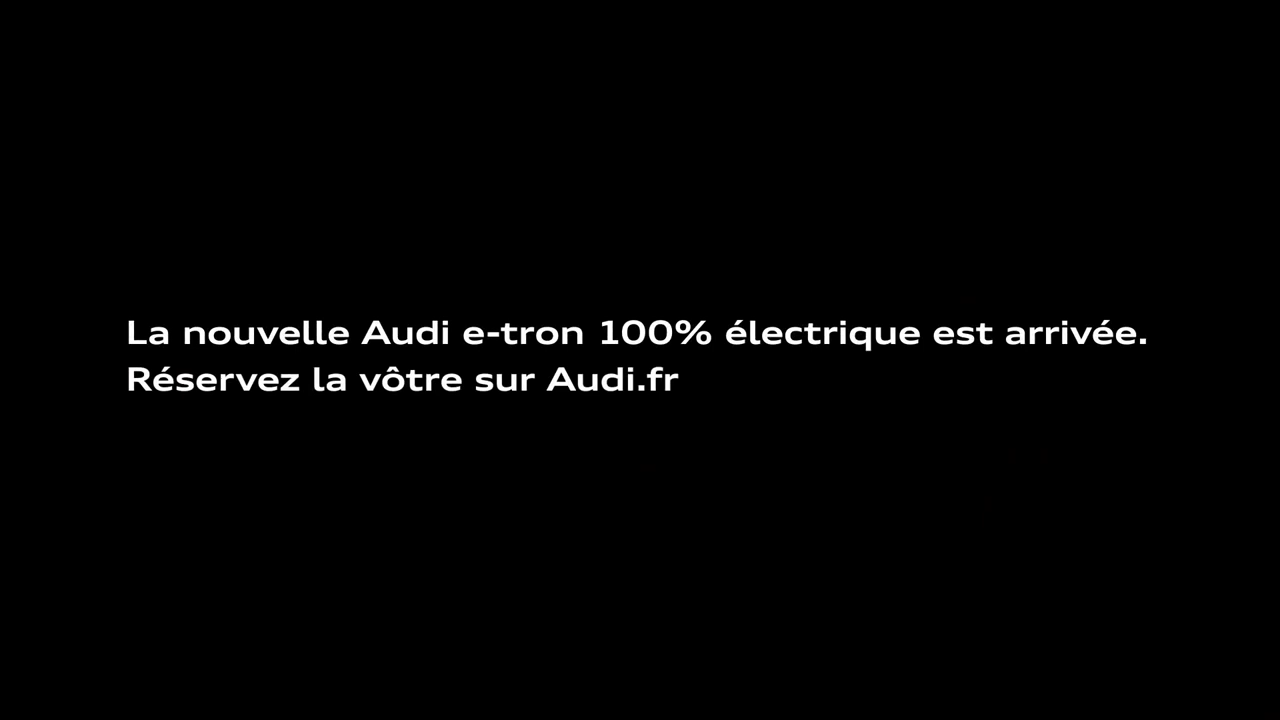 La nouvelle Audi e-tron 100% électrique est arrivée.
Réservez la vôtre sur Audi.fr